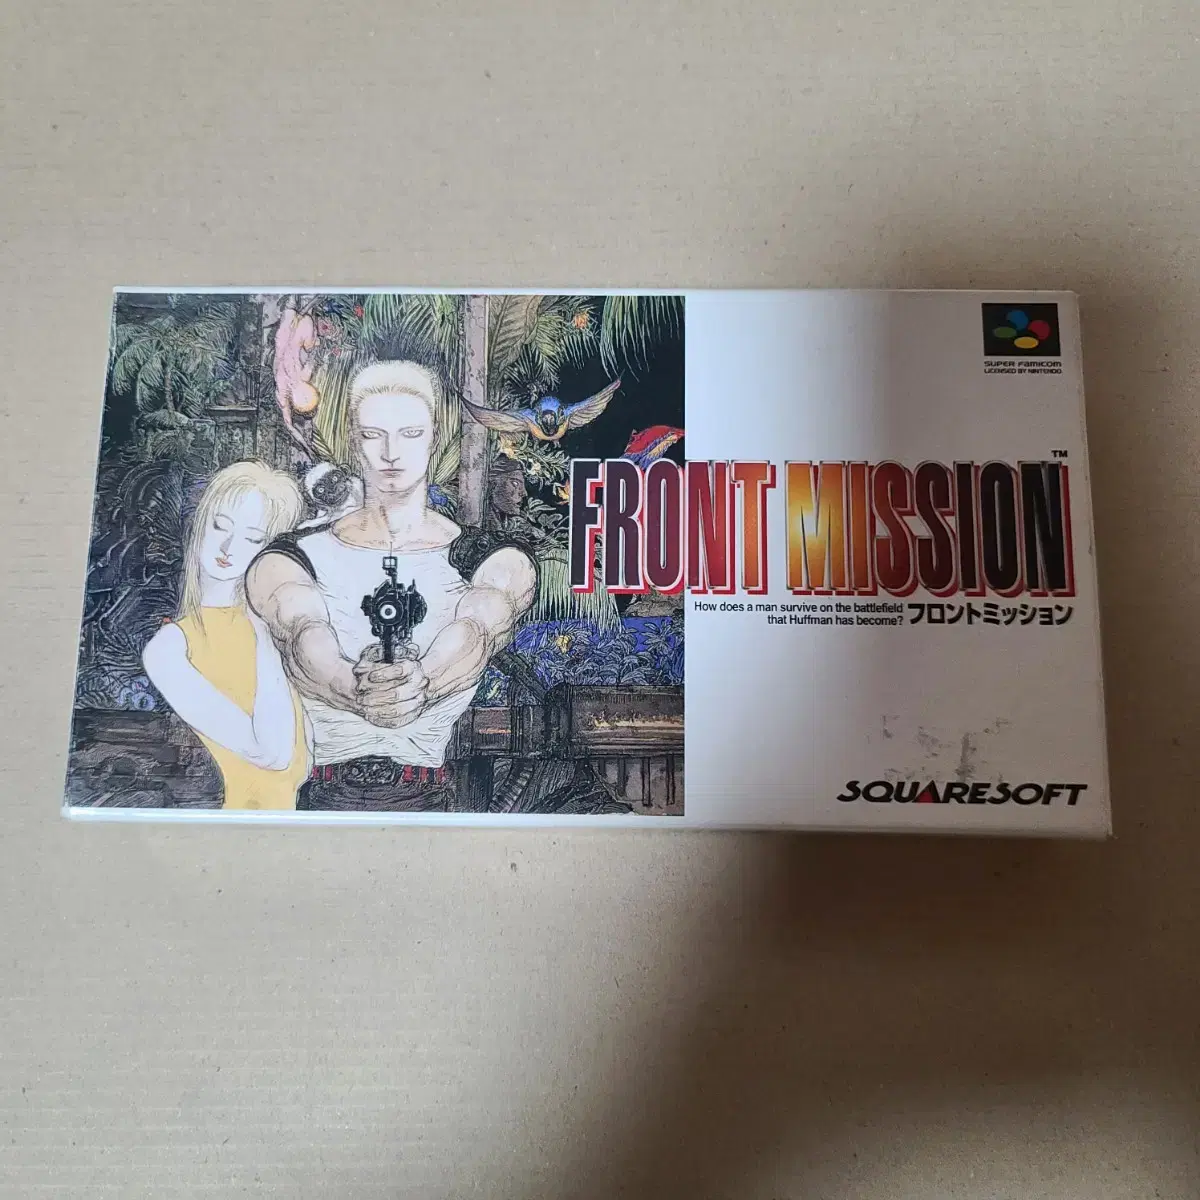 SUPER FAMICOM
LICENSED BY NINTENDO
FRONT MISSION™
How does a man survive on the battlefield
that Huffman has become?
フロントミッション
SQUARESOFT